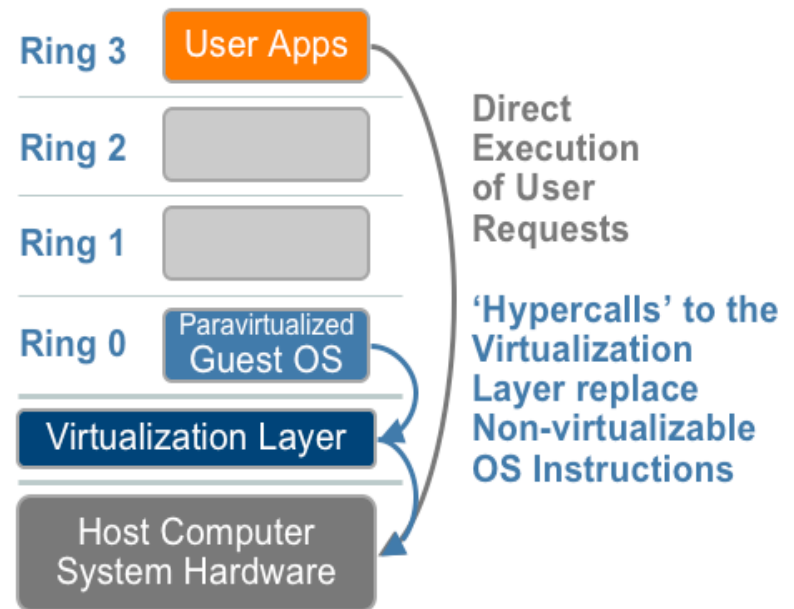 Ring 3
User Apps
Ring 2
Ring 1
Ring 0
Paravirtualized
Guest OS
Virtualization Layer
Host Computer
System Hardware
Direct
Execution
of User
Requests
‘Hypercalls’ to the
Virtualization
Layer replace
Non-virtualizable
OS Instructions